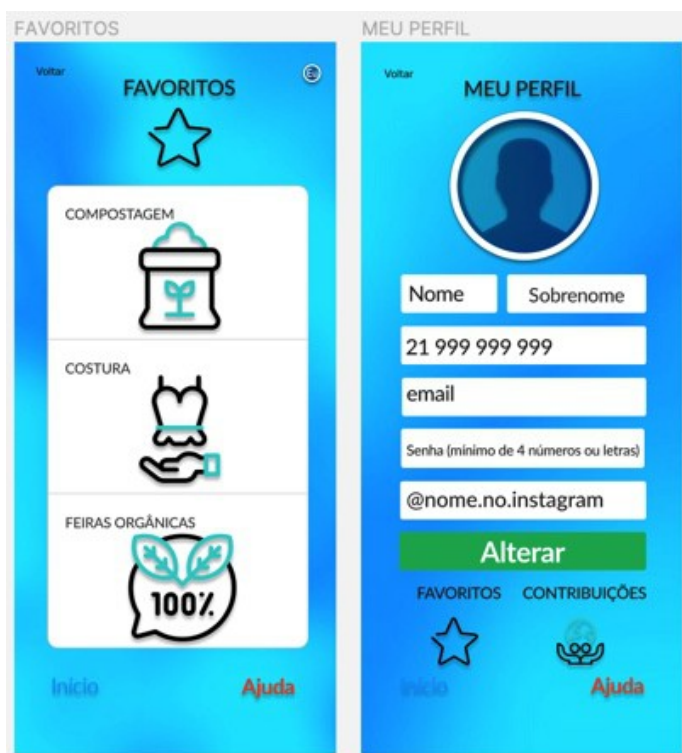 FAVORITOS
Voltar
FAVORITOS
COMPOSTAGEM
COSTURA
FEIRAS ORGÂNICAS
100%
Início
Ajuda
MEU PERFIL
Voltar
MEU PERFIL
Nome
Sobrenome
21 999 999 999
email
Senha (mínimo de 4 números ou letras)
@nome.no.instagram
Alterar
FAVORITOS
CONTRIBUIÇÕES
Início
Ajuda